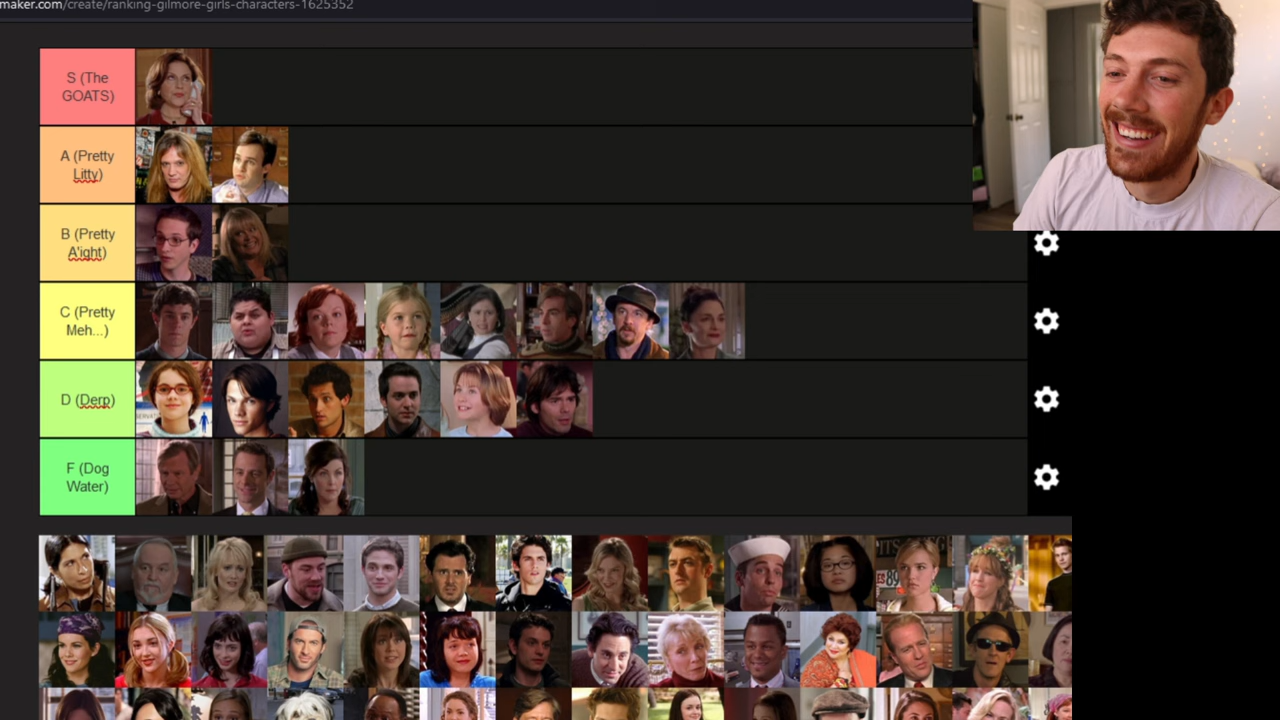 maker.com/create/ranking-gilmore-girls-characters-1625352
S (The
GOATS)
A (Pretty
Litty)
B (Pretty
A'ight)
C (Pretty
Meh...)
D (Derp)
F (Dog
Water)